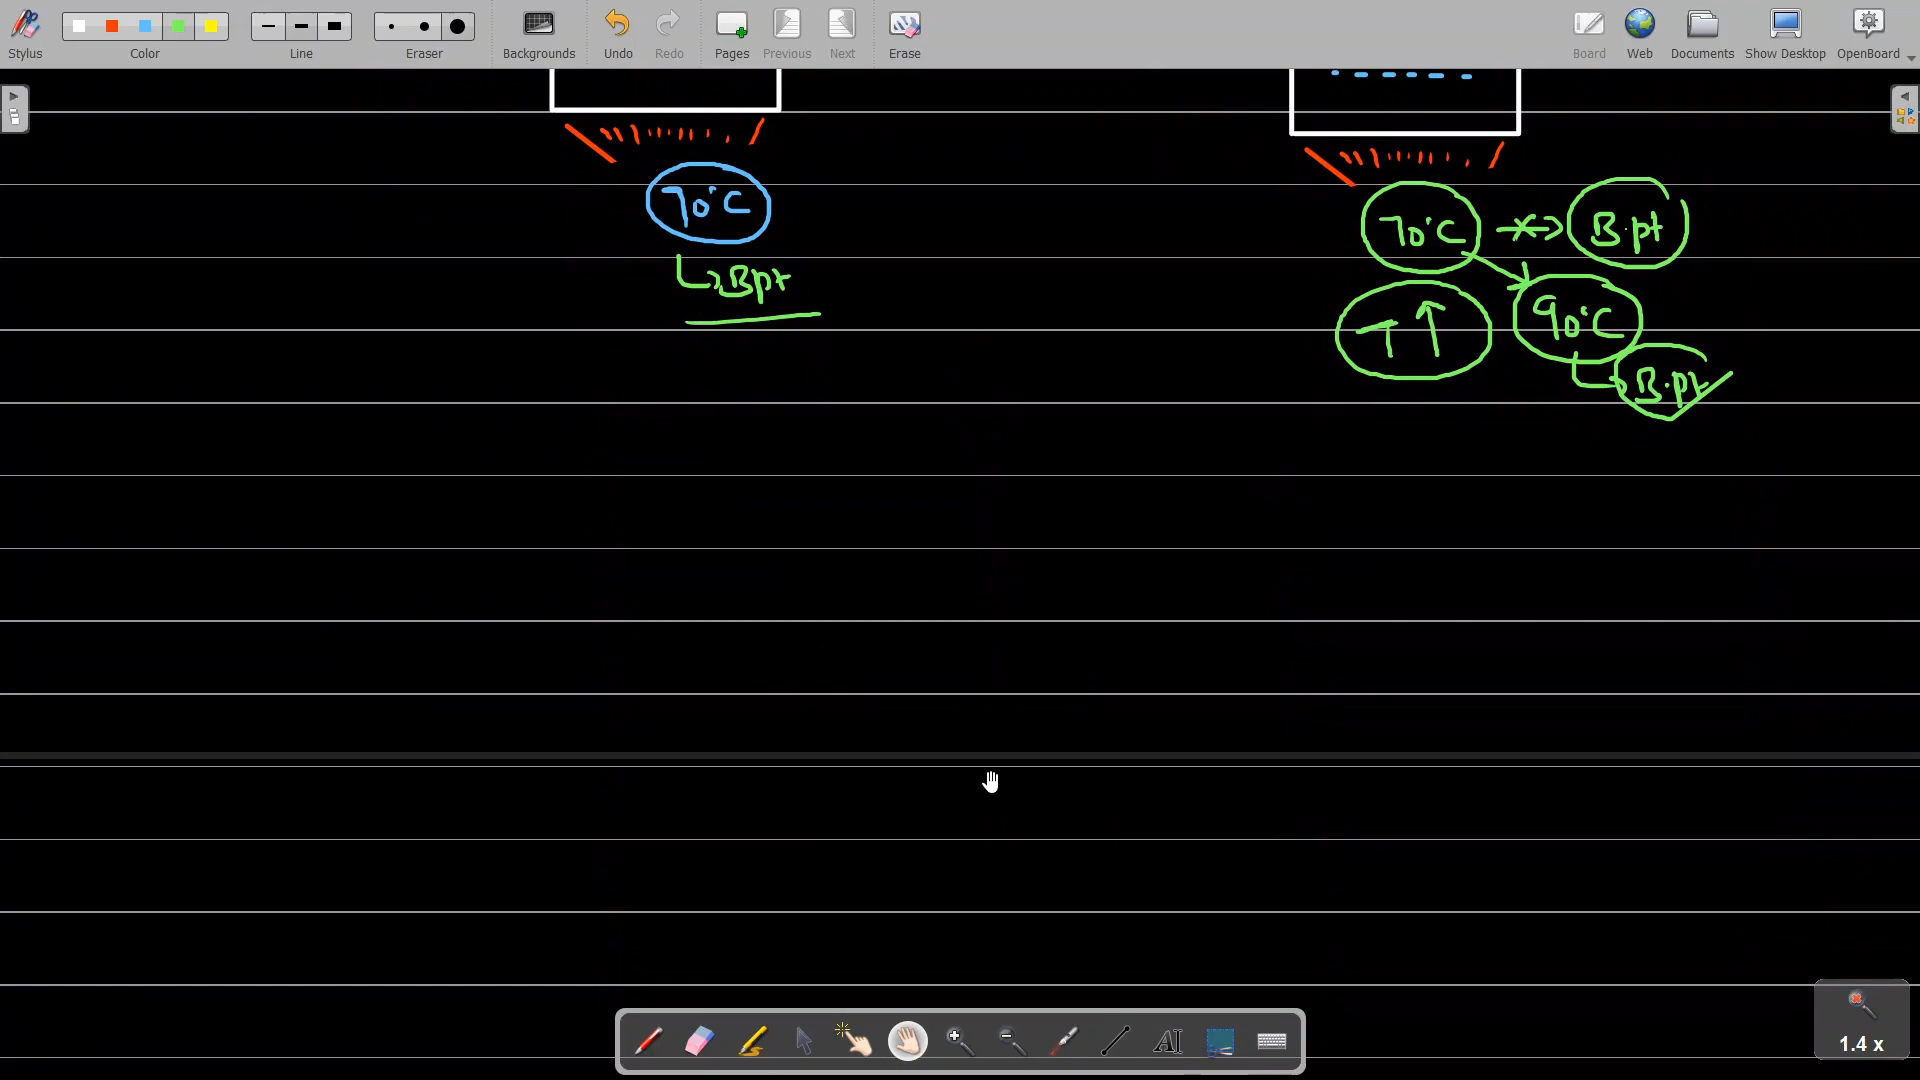 Stylus Color Line Eraser Backgrounds Undo Redo Pages Previous Next Erase Board Web Documents Show Desktop OpenBoard
70°C
Bpt
70°C B.pt
T↑ 90°C
B.pt
1.4 x